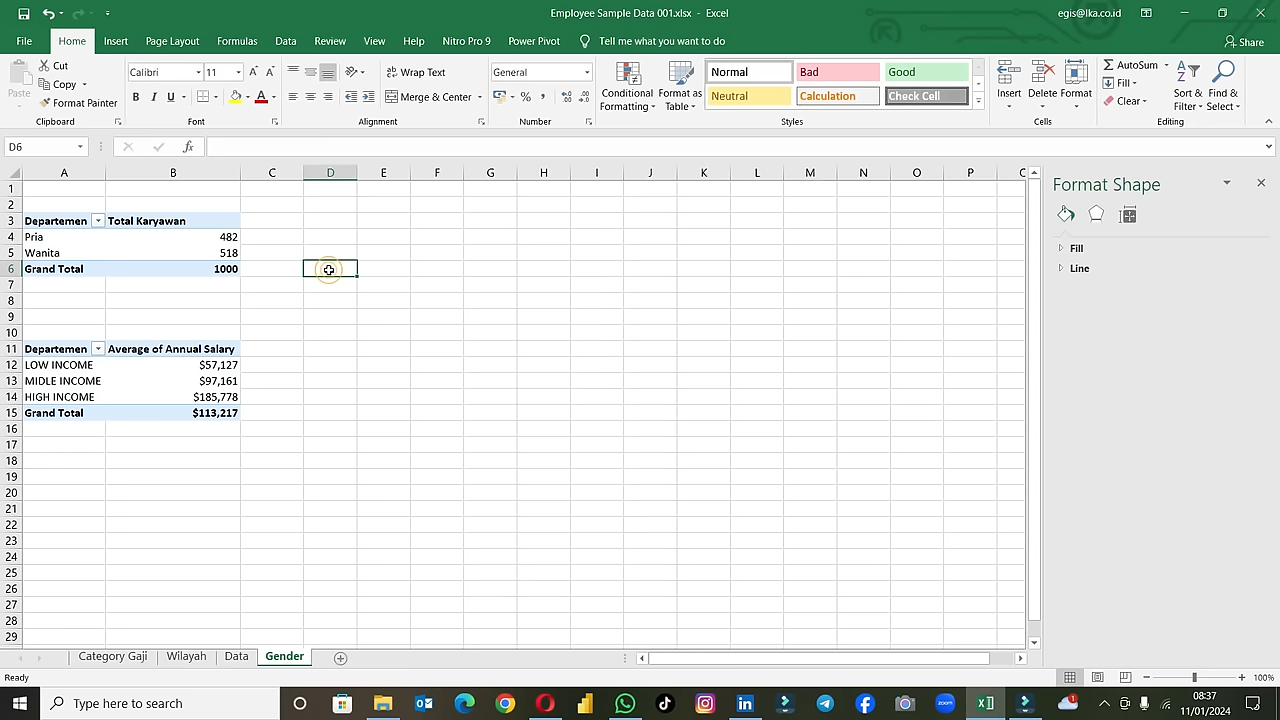 Employee Sample Data 001.xlsx - Excel
egis@lka.co.id
File Home Insert Page Layout Formulas Data Review View Help Nitro Pro 9 Power Pivot Tell me what you want to do Share
Paste
Cut
Copy
Format Painter
Clipboard
Calibri 11
B I U A
Font
Wrap Text
Merge & Center
Alignment
General
%
Number
Conditional Formatting
Format as Table
Normal Bad Good
Neutral Calculation Check Cell
Styles
Insert Delete Format
Cells
AutoSum
Fill
Clear
Sort & Filter
Find & Select
Editing
D6 fx
A B C D E F G H I J K L M N O P
1
2
3 Departemen Total Karyawan
4 Pria 482
5 Wanita 518
6 Grand Total 1000
7
8
9
10
11 Departemen Average of Annual Salary
12 LOW INCOME $57,127
13 MIDLE INCOME $97,161
14 HIGH INCOME $185,778
15 Grand Total $113,217
16
17
18
19
20
21
22
23
24
25
26
27
28
29
Format Shape
Fill
Line
Category Gaji Wilayah Data Gender
Ready
100%
Type here to search
zoom
08:37
11/01/2024